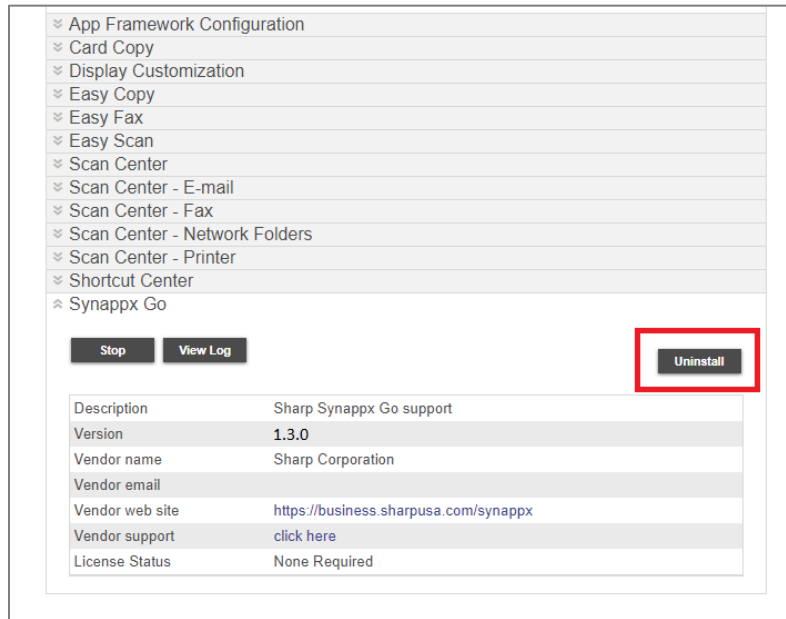 App Framework Configuration
Card Copy
Display Customization
Easy Copy
Easy Fax
Easy Scan
Scan Center
Scan Center - E-mail
Scan Center - Fax
Scan Center - Network Folders
Scan Center - Printer
Shortcut Center
Synappx Go
Stop View Log Uninstall
Description Sharp Synappx Go support
Version 1.3.0
Vendor name Sharp Corporation
Vendor email
Vendor web site https://business.sharpusa.com/synappx
Vendor support click here
License Status None Required